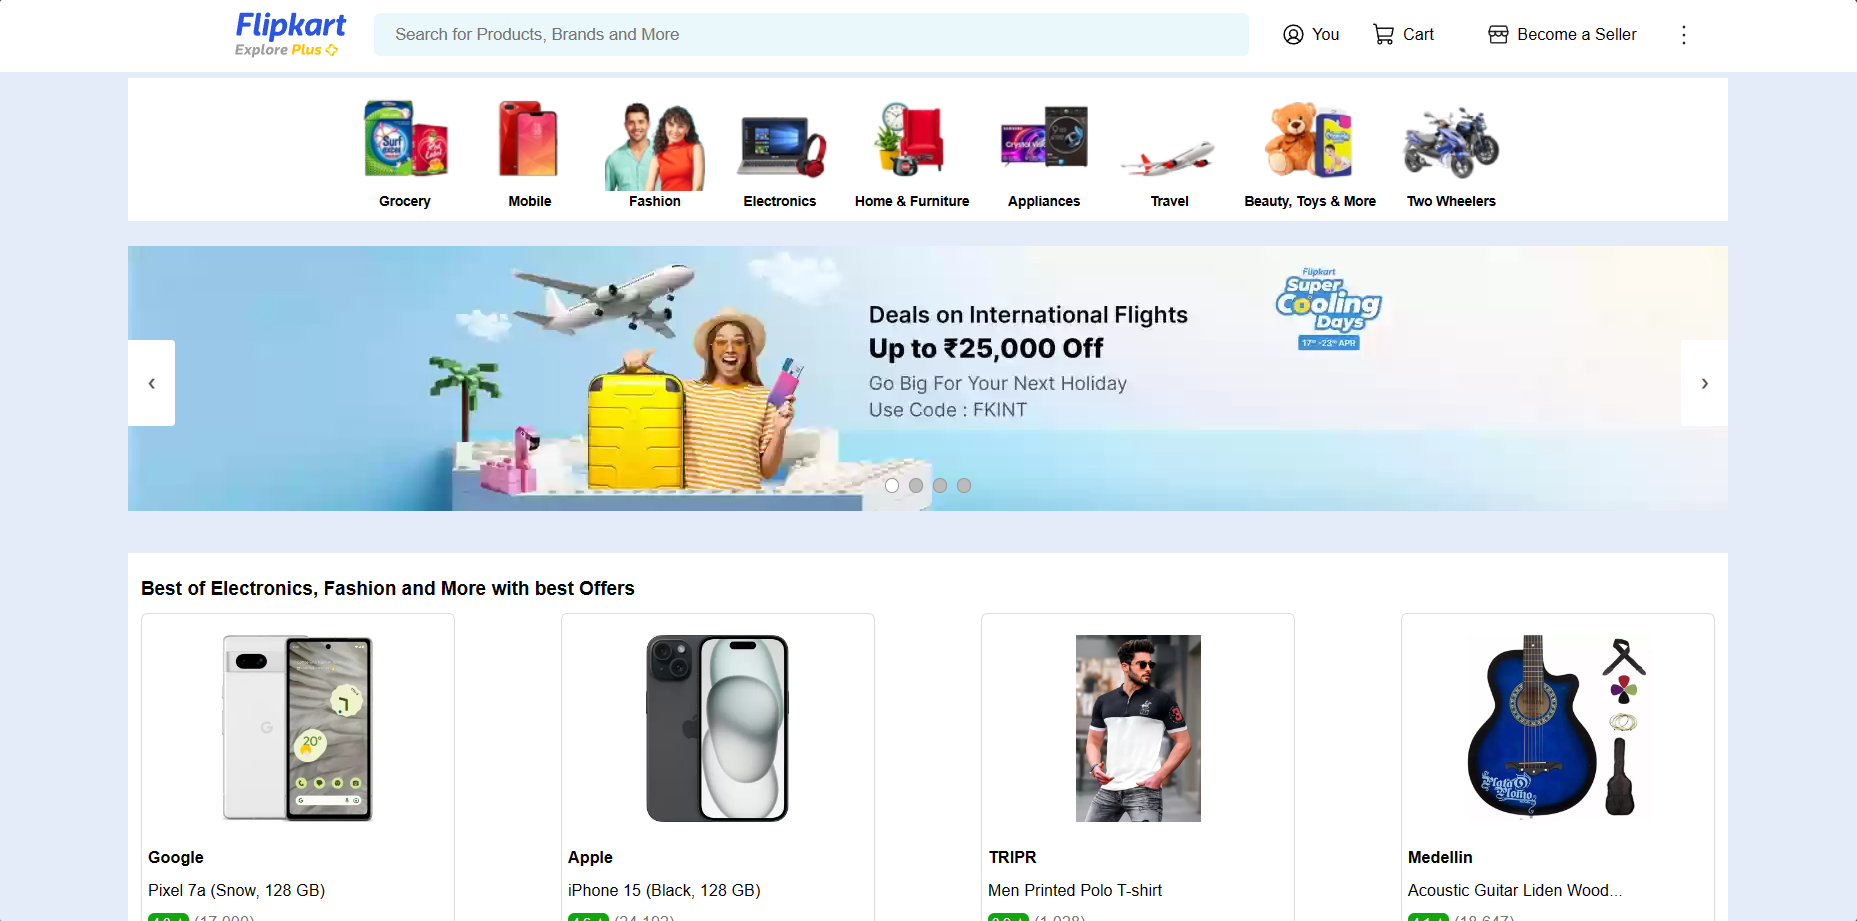 Flipkart
Explore Plus
Search for Products, Brands and More
You
Cart
Become a Seller
Surf excel
Grocery
Mobile
Fashion
Electronics
Home & Furniture
Appliances
Travel
Beauty, Toys & More
Two Wheelers
Deals on International Flights
Up to ₹25,000 Off
Go Big For Your Next Holiday
Use Code : FKINT
Flipkart
Super
Cooling
Days
17th -23rd APR
Best of Electronics, Fashion and More with best Offers
20°
G
3
Google
Pixel 7a (Snow, 128 GB)
Apple
iPhone 15 (Black, 128 GB)
TRIPR
Men Printed Polo T-shirt
Medellin
Acoustic Guitar Liden Wood...